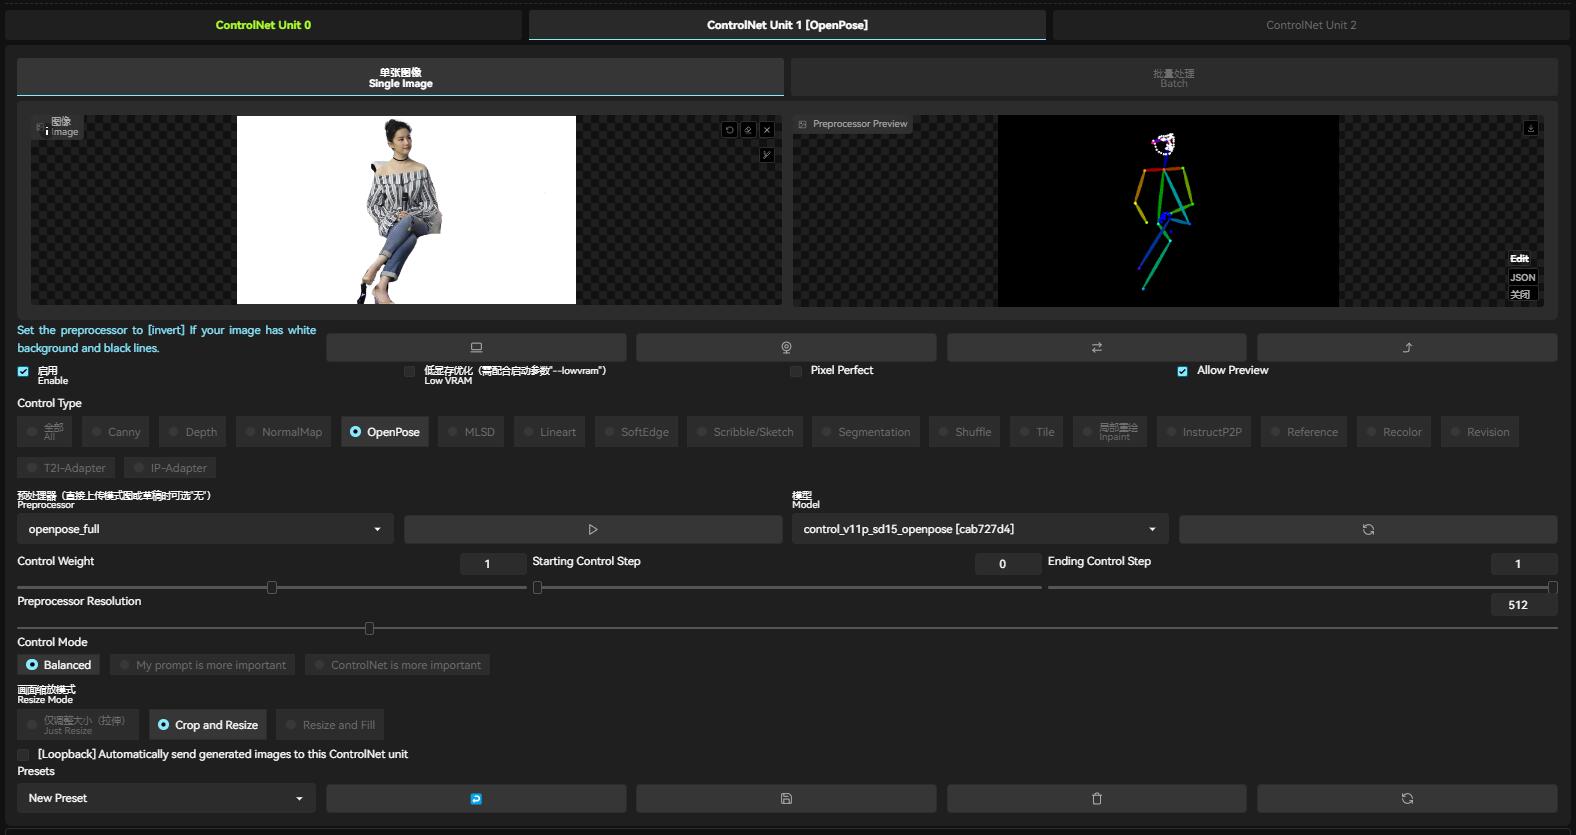 ControlNet Unit 0
ControlNet Unit 1 [OpenPose]
ControlNet Unit 2
单张图像
Single Image
批量处理
Batch
图像
Image
Preprocessor Preview
Edit
JSON
关闭
Set the preprocessor to [invert] If your image has white
background and black lines.
启用
Enable
低显存优化（需配合启动参数“--lowvram”）
Low VRAM
Pixel Perfect
Allow Preview
Control Type
全部
All
Canny
Depth
NormalMap
OpenPose
MLSD
Lineart
SoftEdge
Scribble/Sketch
Segmentation
Shuffle
Tile
局部重绘
Inpaint
InstructP2P
Reference
Recolor
Revision
T2I-Adapter
IP-Adapter
预处理器（直接上传模式图或草稿时可选“无”）
Preprocessor
模型
Model
openpose_full
control_v11p_sd15_openpose [cab727d4]
Control Weight
1
Starting Control Step
0
Ending Control Step
1
Preprocessor Resolution
512
Control Mode
Balanced
My prompt is more important
ControlNet is more important
画面缩放模式
Resize Mode
仅调整大小（拉伸）
Just Resize
Crop and Resize
Resize and Fill
[Loopback] Automatically send generated images to this ControlNet unit
Presets
New Preset